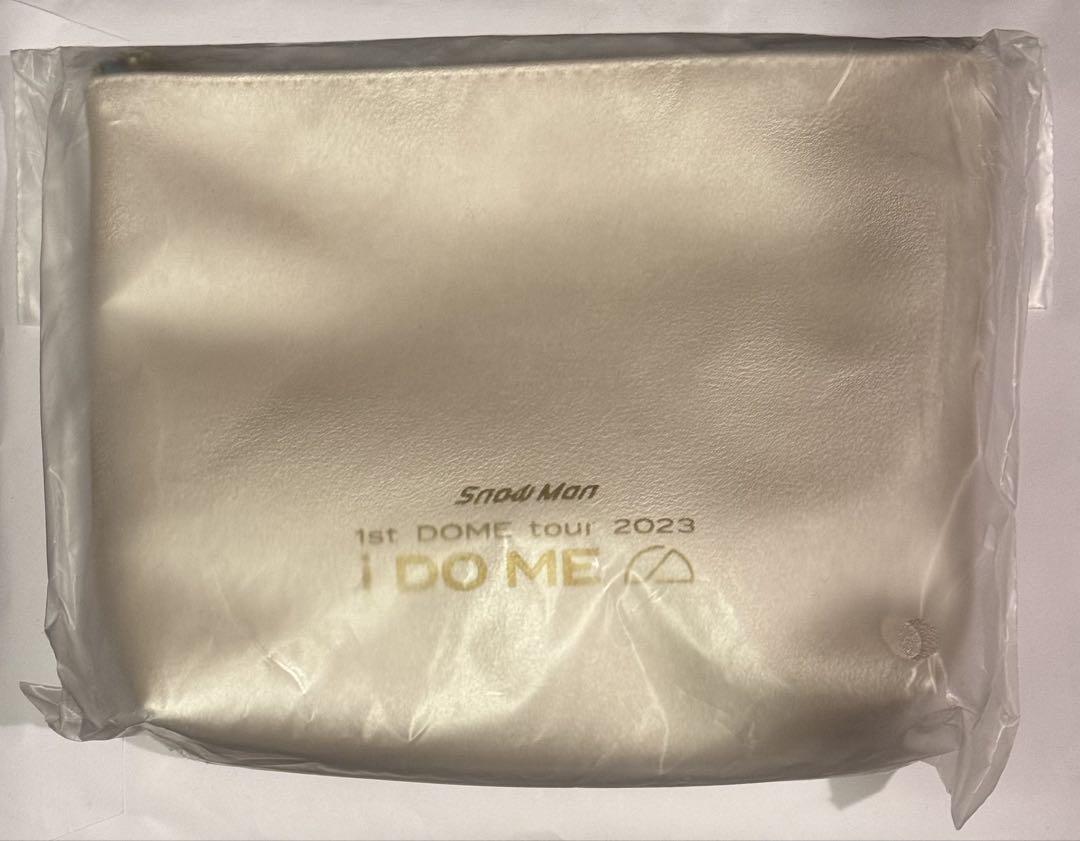 Snow Man
1st DOME tour 2023
i DO ME